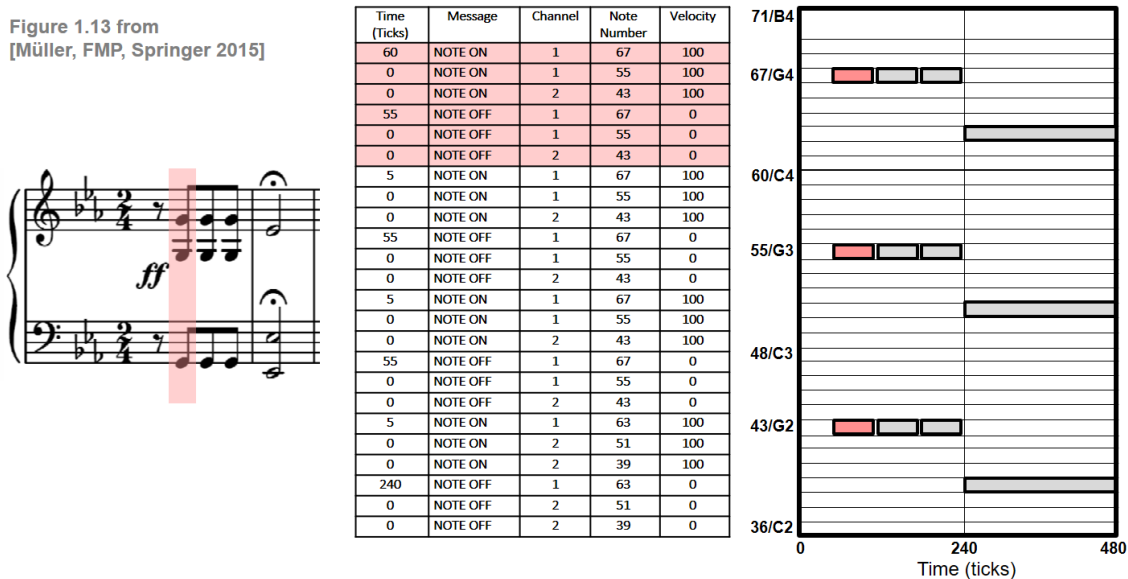 Figure 1.13 from
[Müller, FMP, Springer 2015]
2
4
ff
2
4
Time (Ticks) Message Channel Note Number Velocity
60 NOTE ON 1 67 100
0 NOTE ON 1 55 100
0 NOTE ON 2 43 100
55 NOTE OFF 1 67 0
0 NOTE OFF 1 55 0
0 NOTE OFF 2 43 0
5 NOTE ON 1 67 100
0 NOTE ON 1 55 100
0 NOTE ON 2 43 100
55 NOTE OFF 1 67 0
0 NOTE OFF 1 55 0
0 NOTE OFF 2 43 0
5 NOTE ON 1 67 100
0 NOTE ON 1 55 100
0 NOTE ON 2 43 100
55 NOTE OFF 1 67 0
0 NOTE OFF 1 55 0
0 NOTE OFF 2 43 0
5 NOTE ON 1 63 100
0 NOTE ON 2 51 100
0 NOTE ON 2 39 100
240 NOTE OFF 1 63 0
0 NOTE OFF 2 51 0
0 NOTE OFF 2 39 0
71/B4
67/G4
60/C4
55/G3
48/C3
43/G2
36/C2
0 240 480
Time (ticks)